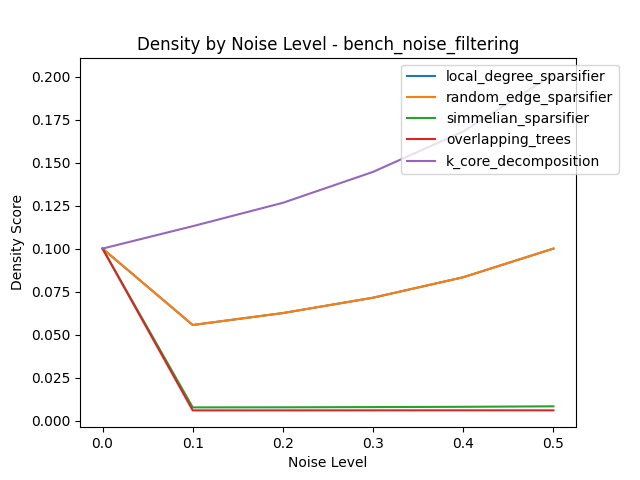 Density by Noise Level - bench_noise_filtering
local_degree_sparsifier
random_edge_sparsifier
simmelian_sparsifier
overlapping_trees
k_core_decomposition
Density Score
0.200
0.175
0.150
0.125
0.100
0.075
0.050
0.025
0.000
0.0 0.1 0.2 0.3 0.4 0.5
Noise Level